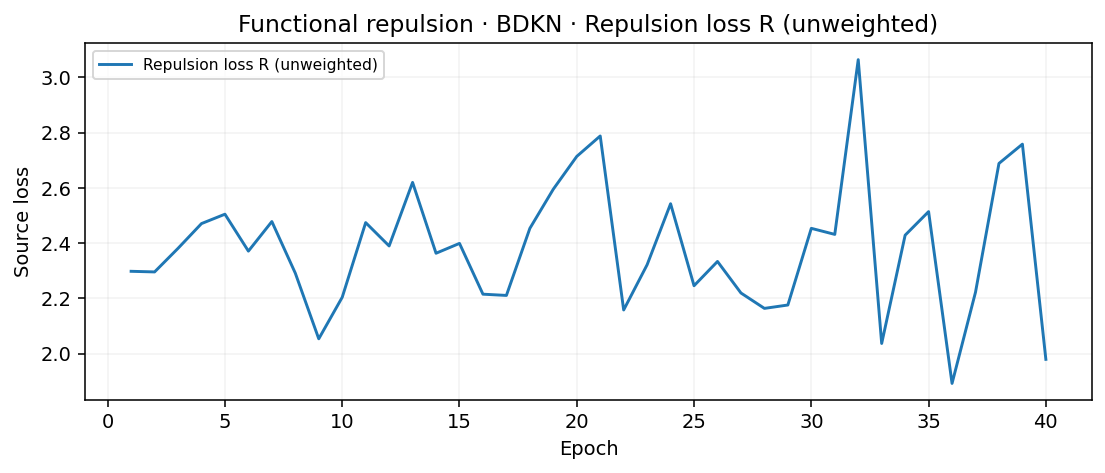 Functional repulsion · BDKN · Repulsion loss R (unweighted)
Repulsion loss R (unweighted)
Source loss
3.0
2.8
2.6
2.4
2.2
2.0
0 5 10 15 20 25 30 35 40
Epoch